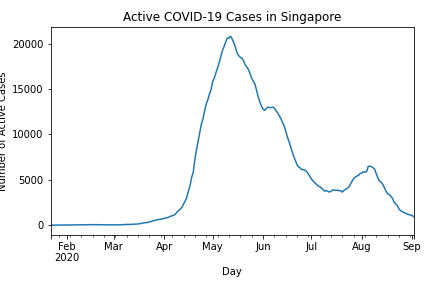 Active COVID-19 Cases in Singapore
Number of Active Cases
20000
15000
10000
5000
0
Feb Mar Apr May Jun Jul Aug Sep
2020
Day